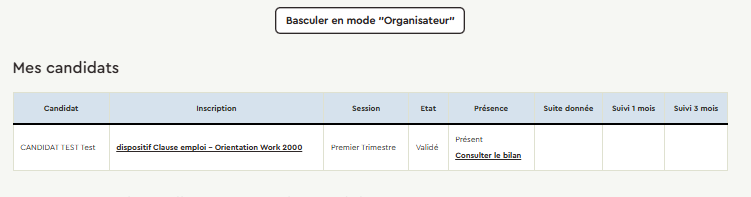 Basculer en mode "Organisateur"
Mes candidats
Candidat Inscription Session Etat Présence Suite donnée Suivi 1 mois Suivi 3 mois
CANDIDAT TEST Test dispositif Clause emploi - Orientation Work 2000 Premier Trimestre Validé Présent
Consulter le bilan